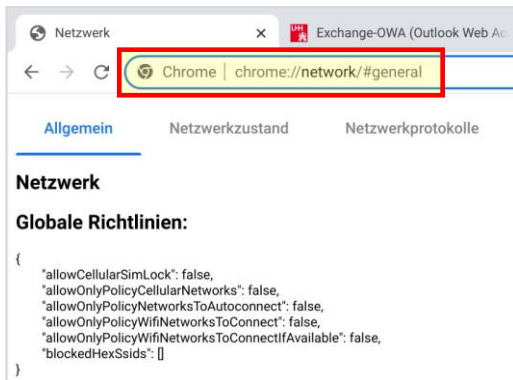 Netzwerk
Exchange-OWA (Outlook Web Ac
Chrome | chrome://network/#general
Allgemein Netzwerkzustand Netzwerkprotokolle
Netzwerk
Globale Richtlinien:
{
"allowCellularSimLock": false,
"allowOnlyPolicyCellularNetworks": false,
"allowOnlyPolicyNetworksToAutoconnect": false,
"allowOnlyPolicyWifiNetworksToConnect": false,
"allowOnlyPolicyWifiNetworksToConnectIfAvailable": false,
"blockedHexSsids": []
}